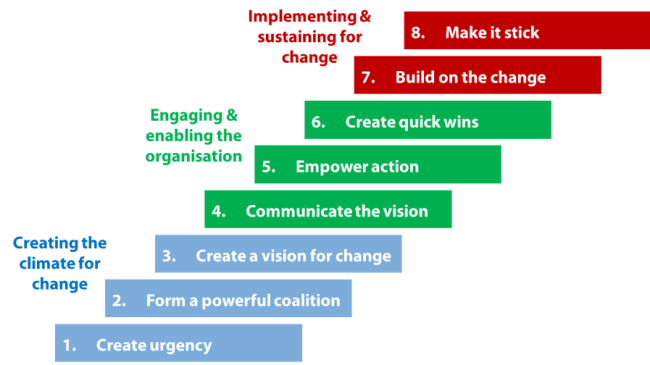 Implementing &
sustaining for
change
8. Make it stick
7. Build on the change
Engaging &
enabling the
organisation
6. Create quick wins
5. Empower action
4. Communicate the vision
Creating the
climate for
change
3. Create a vision for change
2. Form a powerful coalition
1. Create urgency